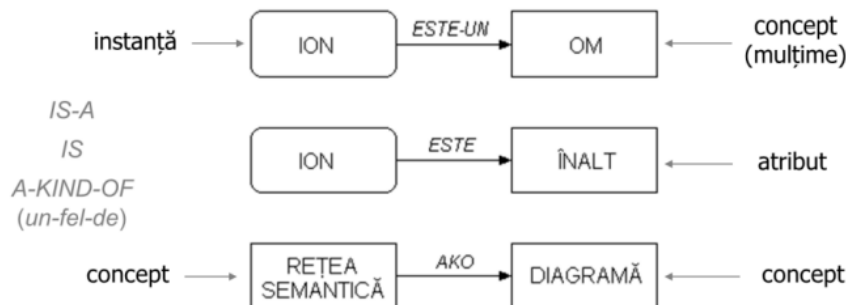 instanță
ION
ESTE-UN
OM
concept
(mulțime)
IS-A
IS
A-KIND-OF
(un-fel-de)
ION
ESTE
ÎNALT
atribut
concept
REȚEA
SEMANTICĂ
AKO
DIAGRAMĂ
concept